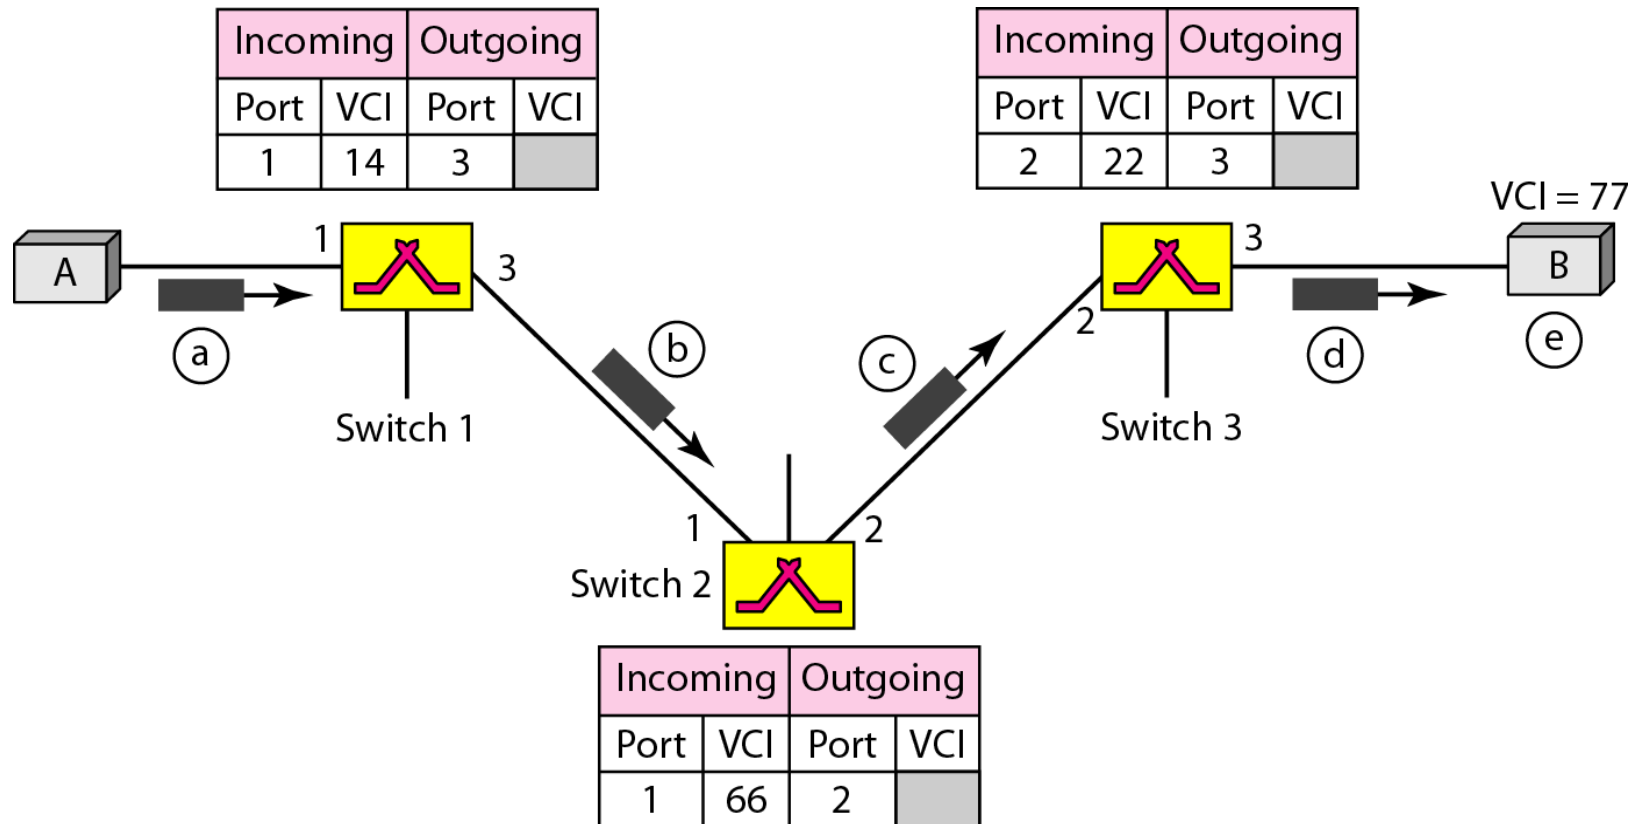 Incoming Outgoing
Port VCI Port VCI
1 14 3
Incoming Outgoing
Port VCI Port VCI
2 22 3
VCI = 77
A
1
3
a
Switch 1
b
c
2
3
Switch 3
d
B
e
1
2
Switch 2
Incoming Outgoing
Port VCI Port VCI
1 66 2